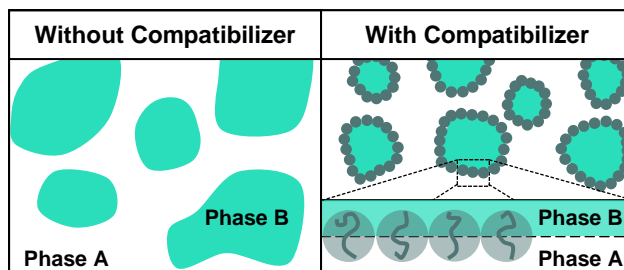 Without Compatibilizer
With Compatibilizer
Phase B
Phase A
Phase B
Phase A